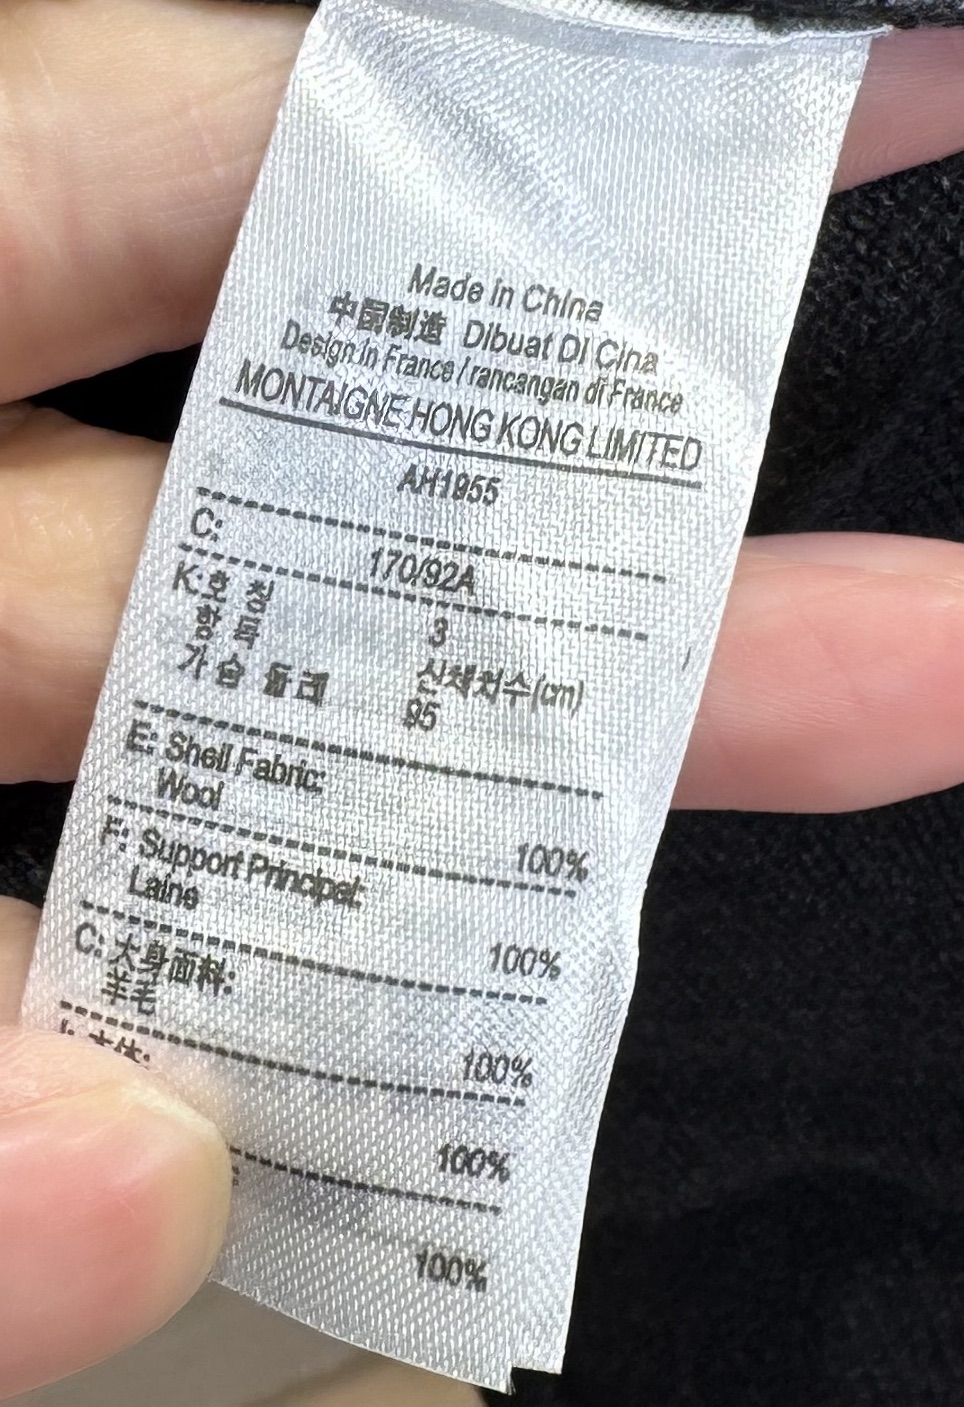 Made in China
中国制造 Dibuat Di Cina
Design in France / rancangan di France
MONTAIGNE HONG KONG LIMITED
AH1955
C:
170/92A
K:호 칭
3
항 목
신체치수(cm)
가 슴 둘 레
95
E: Shell Fabric:
Wool
100%
F: Support Principal:
Laine
100%
C: 大身面料:
羊毛
100%
本体:
100%
100%